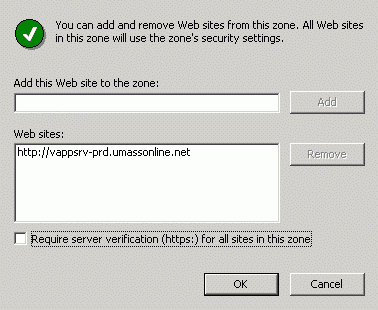 You can add and remove Web sites from this zone. All Web sites
in this zone will use the zone's security settings.
Add this Web site to the zone:
Add
Web sites:
http://vappsrv-prd.umassonline.net
Remove
Require server verification (https:) for all sites in this zone
OK
Cancel